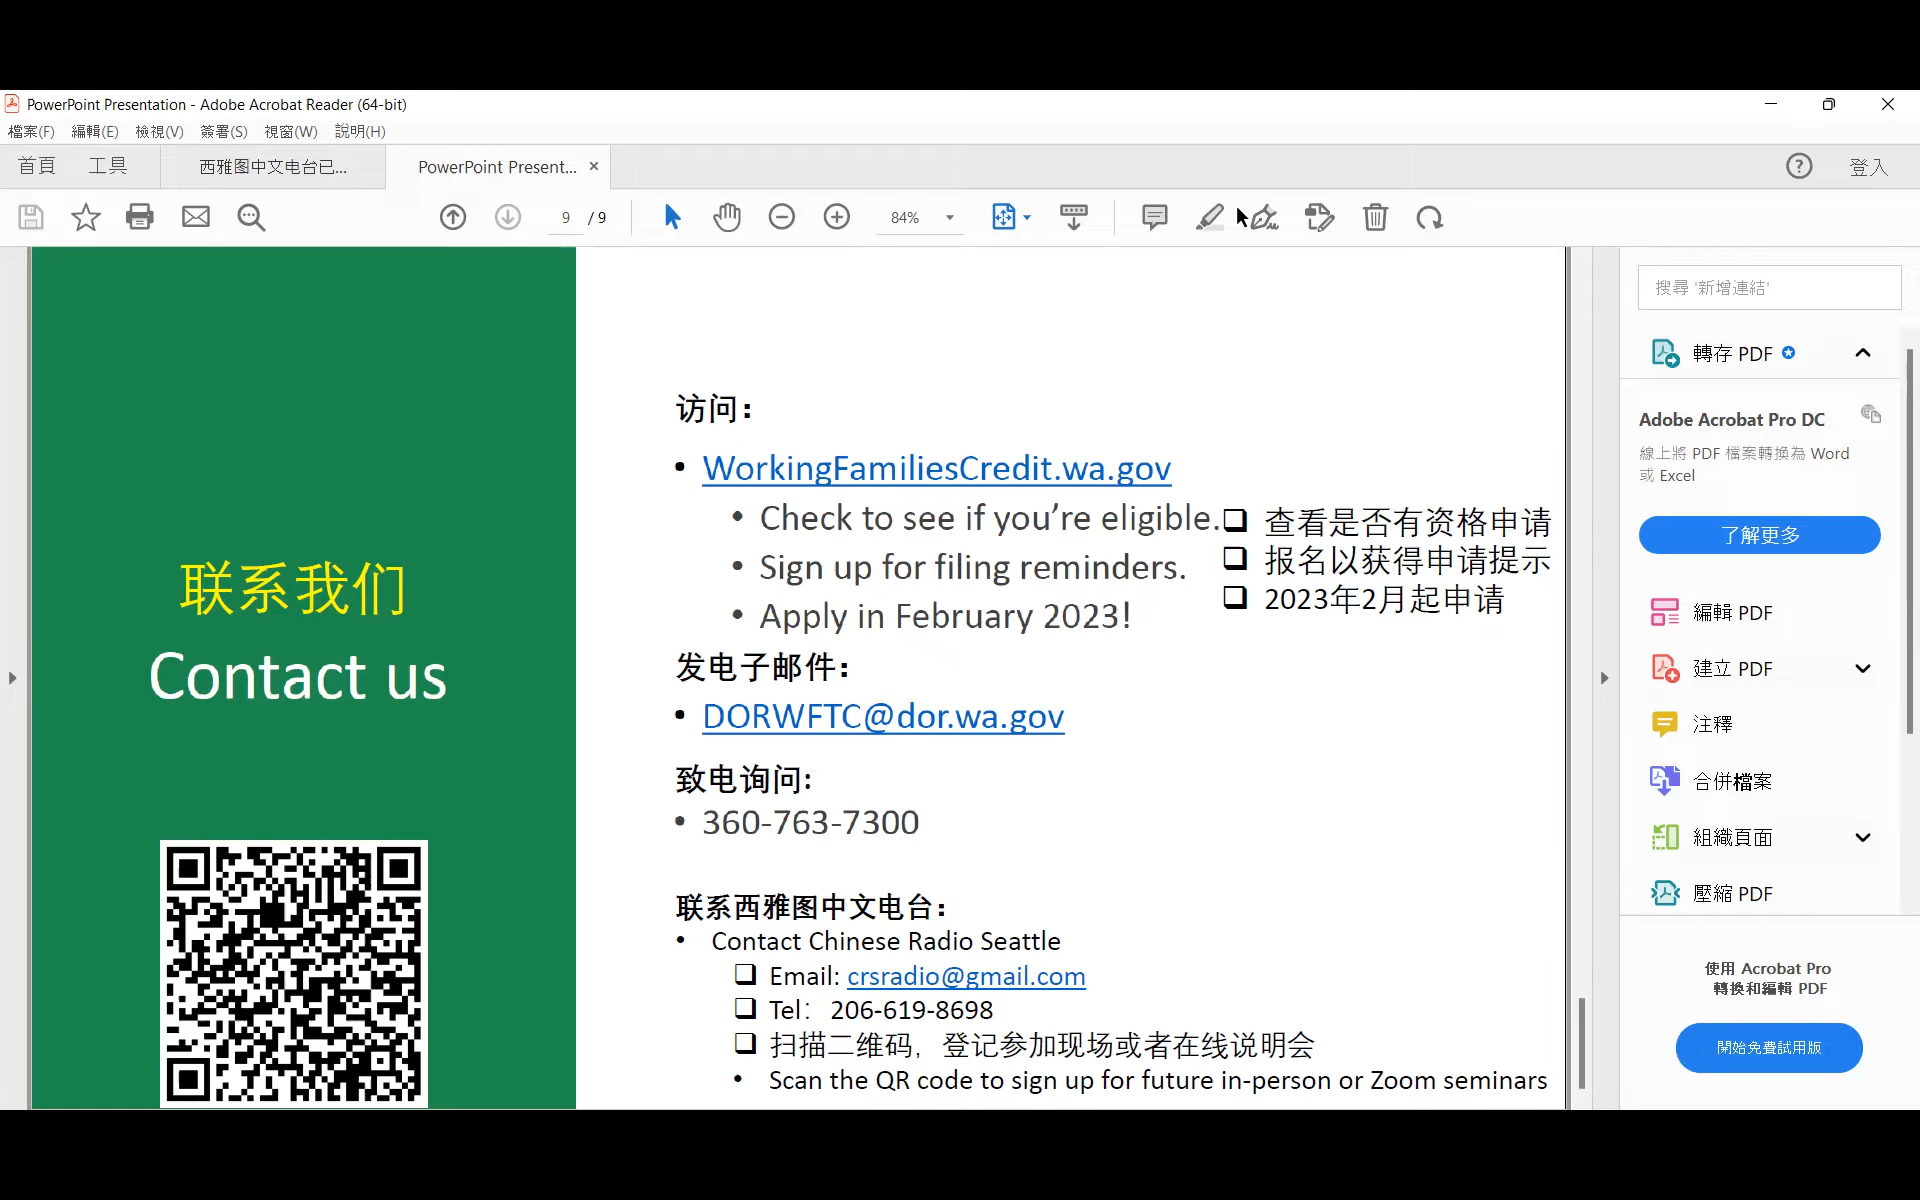 PowerPoint Presentation - Adobe Acrobat Reader (64-bit)
檔案(F) 編輯(E) 檢視(V) 簽署(S) 視窗(W) 說明(H)
首頁 工具 西雅图中文电台已... PowerPoint Present... 登入
9 / 9 84%
联系我们
Contact us
访问：
• WorkingFamiliesCredit.wa.gov
• Check to see if you're eligible.
• Sign up for filing reminders.
• Apply in February 2023!
查看是否有资格申请
报名以获得申请提示
2023年2月起申请
发电子邮件：
• DORWFTC@dor.wa.gov
致电询问:
• 360-763-7300
联系西雅图中文电台：
• Contact Chinese Radio Seattle
Email: crsradio@gmail.com
Tel： 206-619-8698
扫描二维码，登记参加现场或者在线说明会
• Scan the QR code to sign up for future in-person or Zoom seminars
搜尋 '新增連結'
轉存 PDF
Adobe Acrobat Pro DC
線上將 PDF 檔案轉換為 Word
或 Excel
了解更多
編輯 PDF
建立 PDF
注釋
合併檔案
組織頁面
壓縮 PDF
使用 Acrobat Pro
轉換和編輯 PDF
開始免費試用版